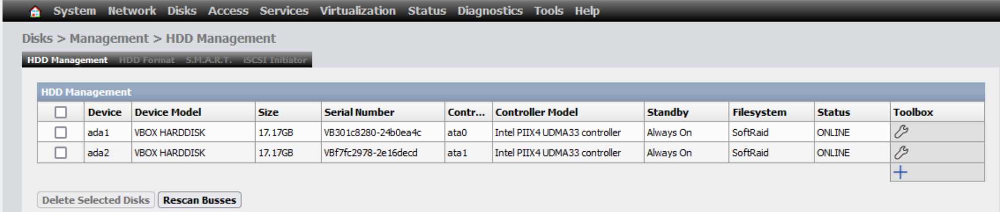 System Network Disks Access Services Virtualization Status Diagnostics Tools Help
Disks > Management > HDD Management
HDD Management HDD Format S.M.A.R.T. iSCSI Initiator
HDD Management
Device Device Model Size Serial Number Contr... Controller Model Standby Filesystem Status Toolbox
ada1 VBOX HARDDISK 17.17GB VB301c8280-24b0ea4c ata0 Intel PIIX4 UDMA33 controller Always On SoftRaid ONLINE
ada2 VBOX HARDDISK 17.17GB VBf7fc2978-2e16decd ata1 Intel PIIX4 UDMA33 controller Always On SoftRaid ONLINE
Delete Selected Disks Rescan Busses